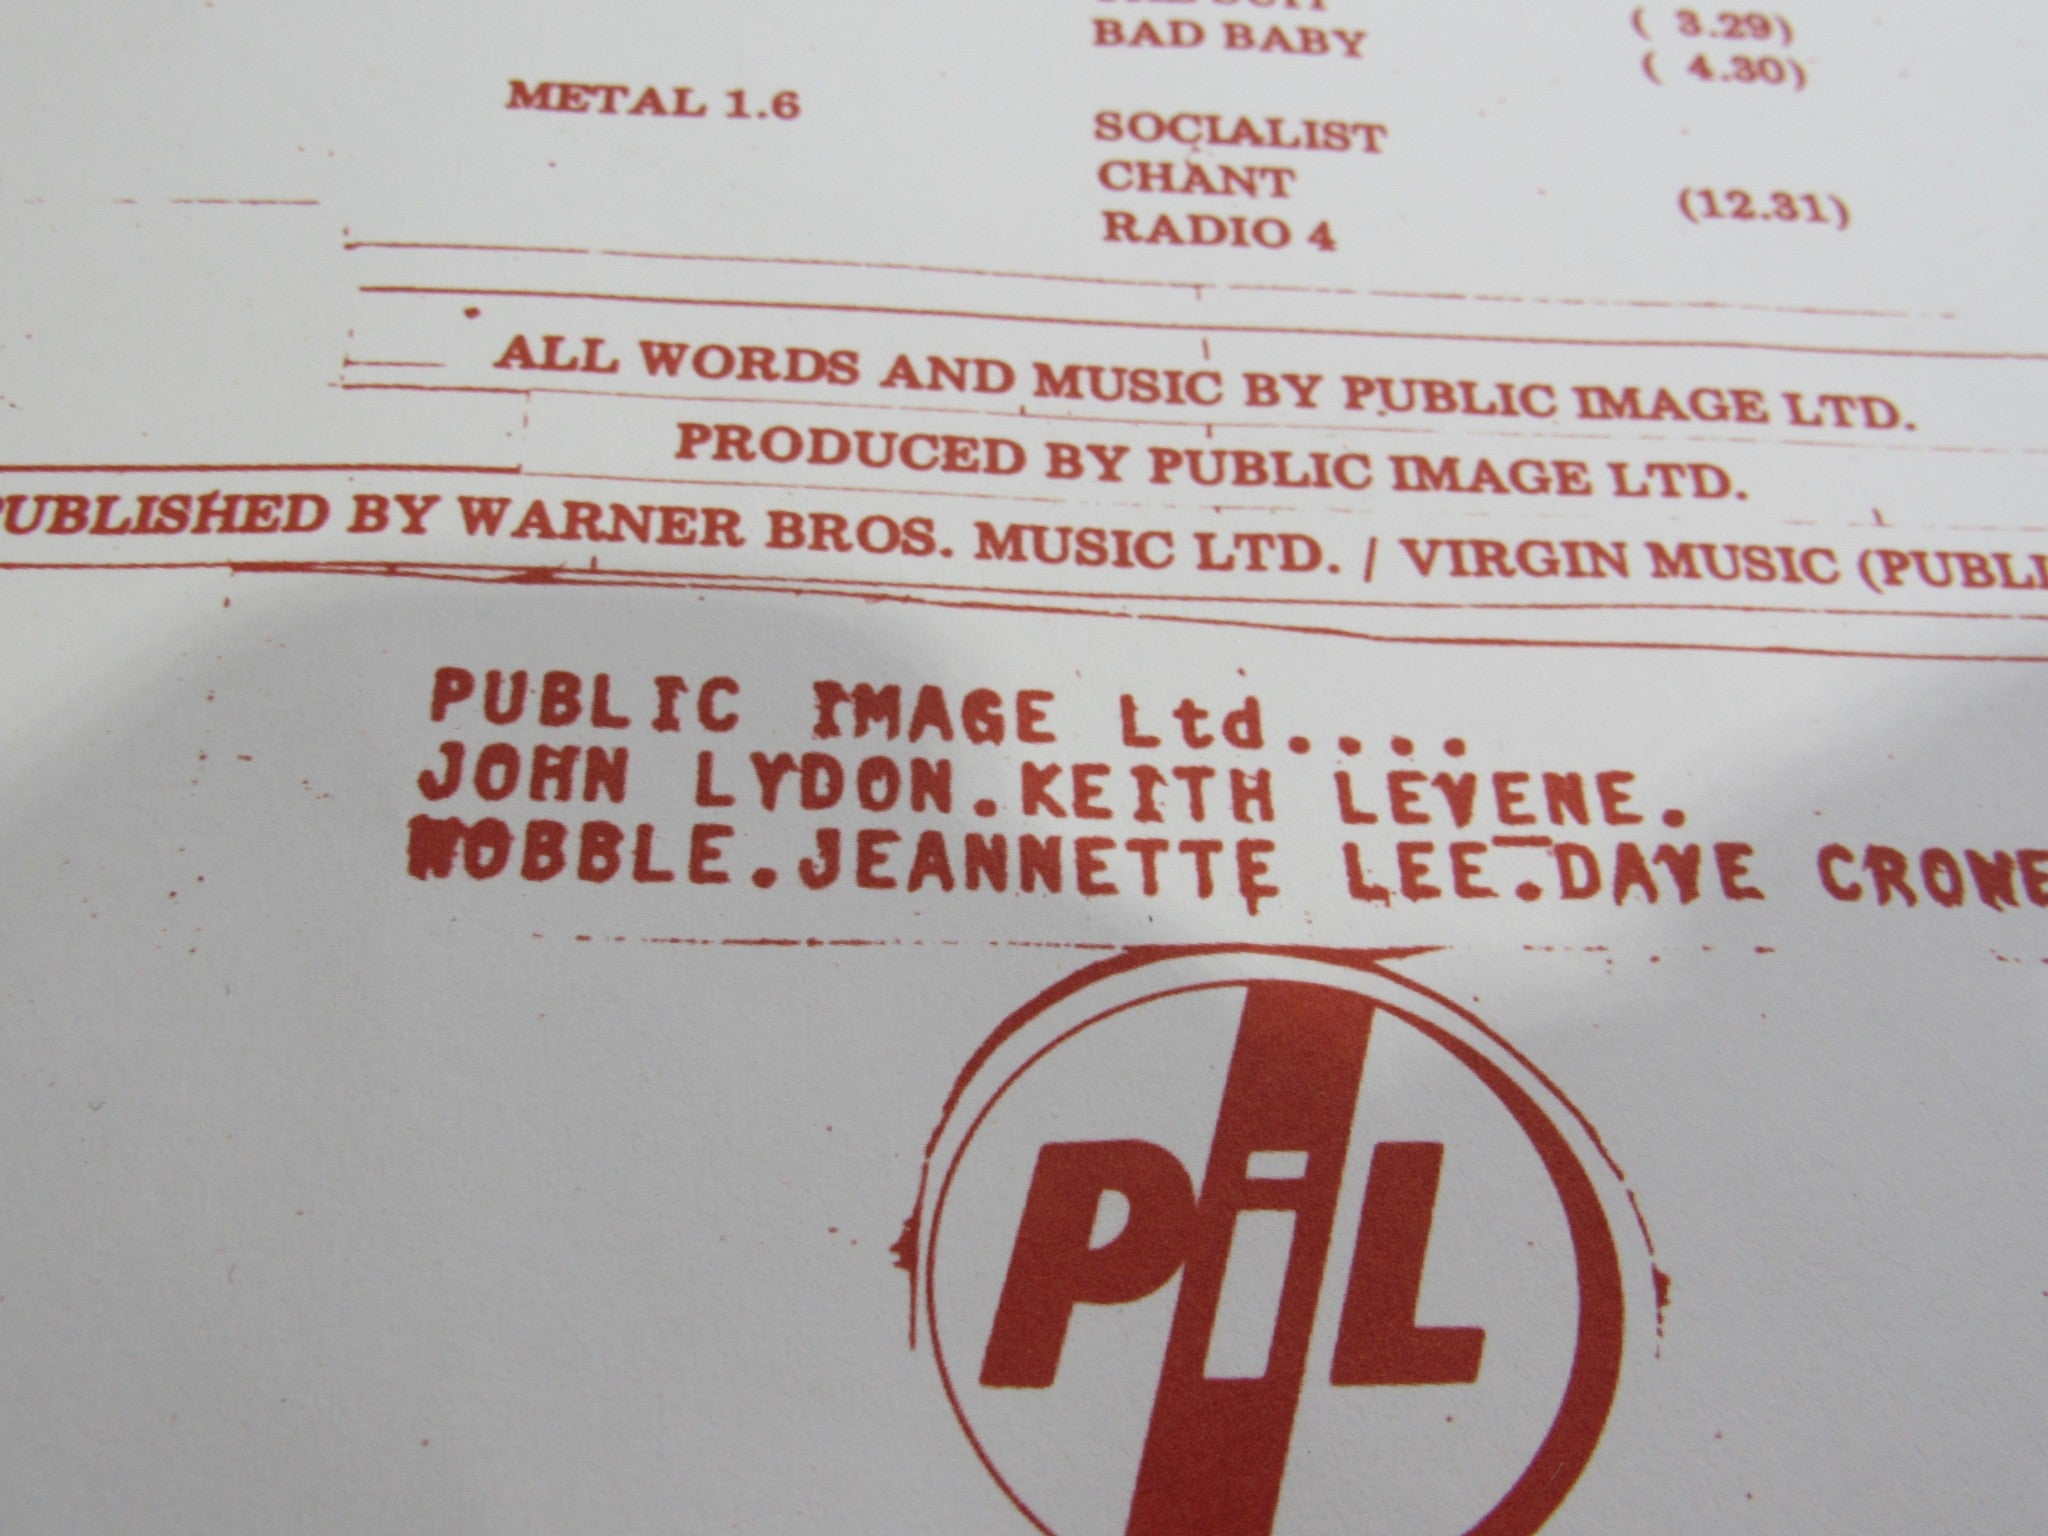 BAD BABY ( 3.29)
( 4.30)
METAL 1.6
SOCIALIST
CHANT
RADIO 4 (12.31)
ALL WORDS AND MUSIC BY PUBLIC IMAGE LTD.
PRODUCED BY PUBLIC IMAGE LTD.
PUBLISHED BY WARNER BROS. MUSIC LTD. / VIRGIN MUSIC (PUBLI
PUBLIC IMAGE Ltd....
JOHN LYDON.KEITH LEVENE.
WOBBLE.JEANNETTE LEE.DAVE CROWE
PiL